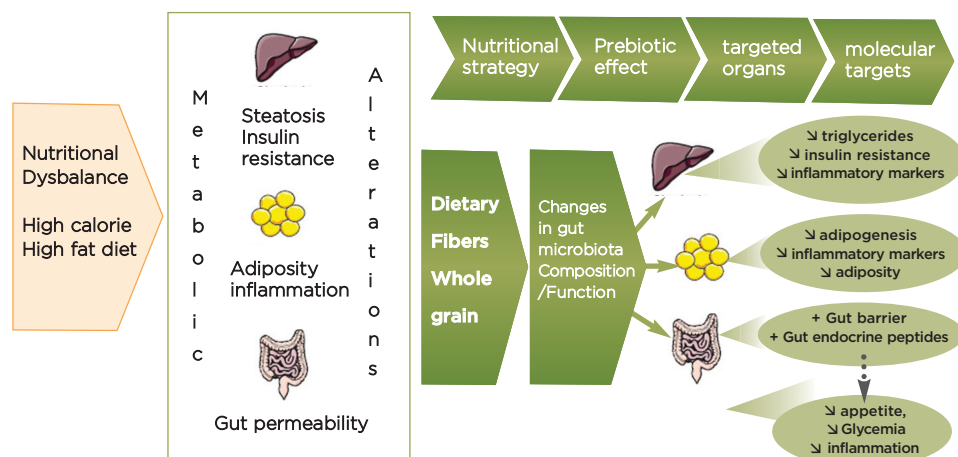 Nutritional
Dysbalance
High calorie
High fat diet
Metabolic
Steatosis
Insulin
resistance
Adiposity
inflammation
Gut permeability
Alterations
Nutritional
strategy
Prebiotic
effect
targeted
organs
molecular
targets
Dietary
Fibers
Whole
grain
Changes
in gut
microbiota
Composition
/Function
↘ triglycerides
↘ insulin resistance
↘ inflammatory markers
↘ adipogenesis
↘ inflammatory markers
↘ adiposity
+ Gut barrier
+ Gut endocrine peptides
↘ appetite,
↘ Glycemia
↘ inflammation